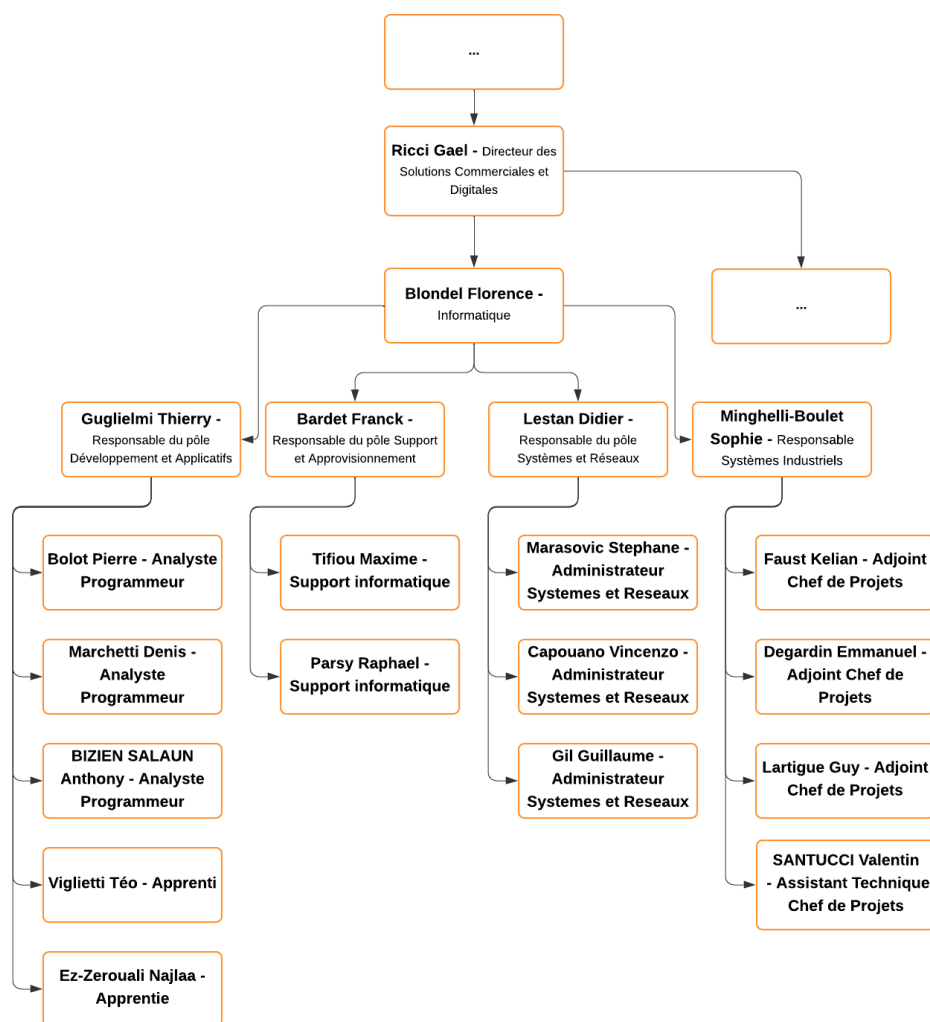 ...
Ricci Gael - Directeur des
Solutions Commerciales et
Digitales
Blondel Florence -
Informatique
...
Guglielmi Thierry -
Responsable du pôle
Développement et Applicatifs
Bardet Franck -
Responsable du pôle Support
et Approvisionnement
Lestan Didier -
Responsable du pôle
Systèmes et Réseaux
Minghelli-Boulet
Sophie - Responsable
Systèmes Industriels
Bolot Pierre - Analyste
Programmeur
Marchetti Denis -
Analyste
Programmeur
BIZIEN SALAUN
Anthony - Analyste
Programmeur
Viglietti Téo - Apprenti
Ez-Zerouali Najlaa -
Apprentie
Tifiou Maxime -
Support informatique
Parsy Raphael -
Support informatique
Marasovic Stephane -
Administrateur
Systemes et Reseaux
Capouano Vincenzo -
Administrateur
Systemes et Reseaux
Gil Guillaume -
Administrateur
Systemes et Reseaux
Faust Kelian - Adjoint
Chef de Projets
Degardin Emmanuel -
Adjoint Chef de
Projets
Lartigue Guy - Adjoint
Chef de Projets
SANTUCCI Valentin
- Assistant Technique
Chef de Projets